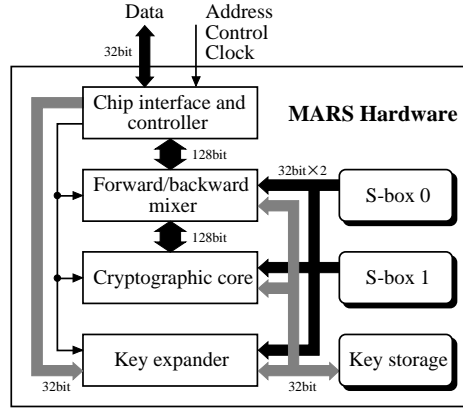 Data
Address
Control
Clock
32bit
Chip interface and
controller
MARS Hardware
128bit
32bit×2
Forward/backward
mixer
S-box 0
128bit
Cryptographic core
S-box 1
Key expander
Key storage
32bit
32bit